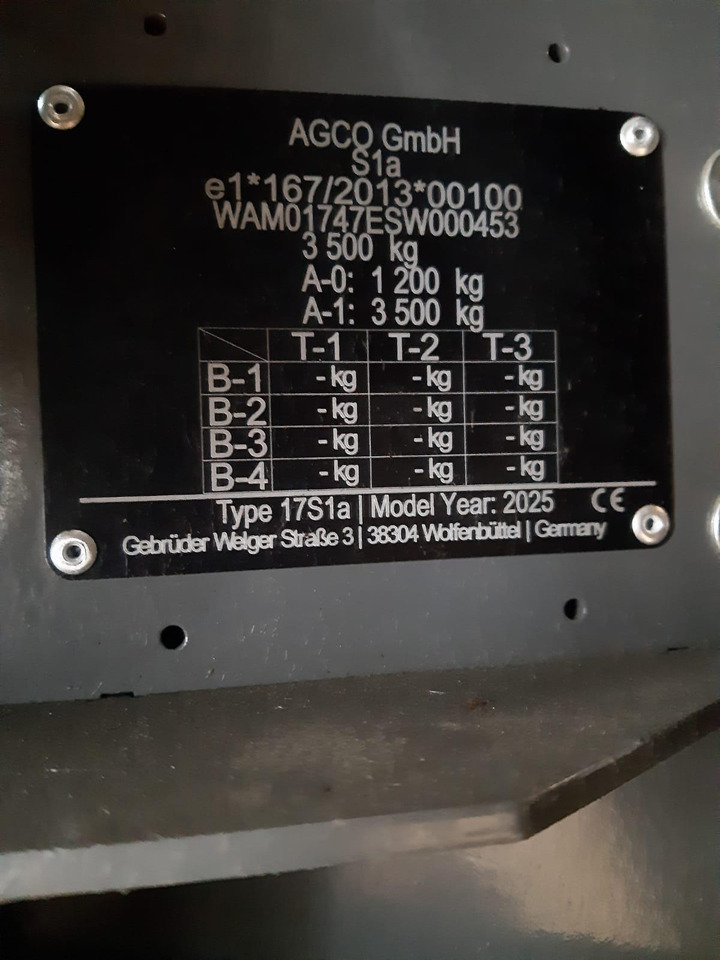 AGCO GmbH
S1a
e1*167/2013*00100
WAM01747ESW000453
3 500 kg
A-0: 1 200 kg
A-1: 3 500 kg
T-1 T-2 T-3
B-1 -kg -kg -kg
B-2 -kg -kg -kg
B-3 -kg -kg -kg
B-4 -kg -kg -kg
Type 17S1a | Model Year: 2025 CE
Gebrüder Welger Straße 3 | 38304 Wolfenbüttel | Germany